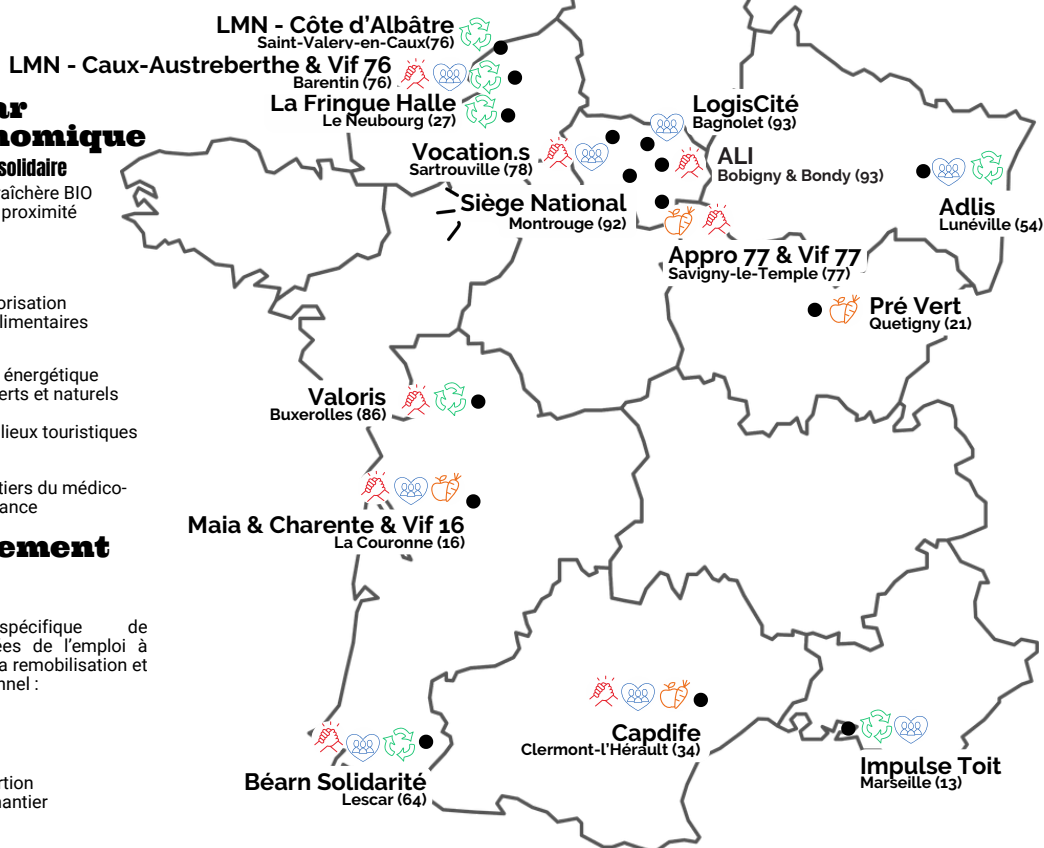 LMN - Côte d'Albâtre
Saint-Valery-en-Caux(76)
LMN - Caux-Austreberthe & Vif 76
Barentin (76)
La Fringue Halle
Le Neubourg (27)
Vocation.s
Sartrouville (78)
Siège National
Montrouge (92)
LogisCité
Bagnolet (93)
ALI
Bobigny & Bondy (93)
Adlis
Lunéville (54)
Appro 77 & Vif 77
Savigny-le-Temple (77)
Pré Vert
Quetigny (21)
Valoris
Buxerolles (86)
Maia & Charente & Vif 16
La Couronne (16)
Capdife
Clermont-l'Hérault (34)
Impulse Toit
Marseille (13)
Béarn Solidarité
Lescar (64)
ar
nomique
solidaire
raîchère BIO
proximité
orisation
limentaires
énergétique
erts et naturels
lieux touristiques
tiers du médico-
ance
ement
spécifique de
ées de l'emploi à
a remobilisation et
nnel :
rtion
nantier